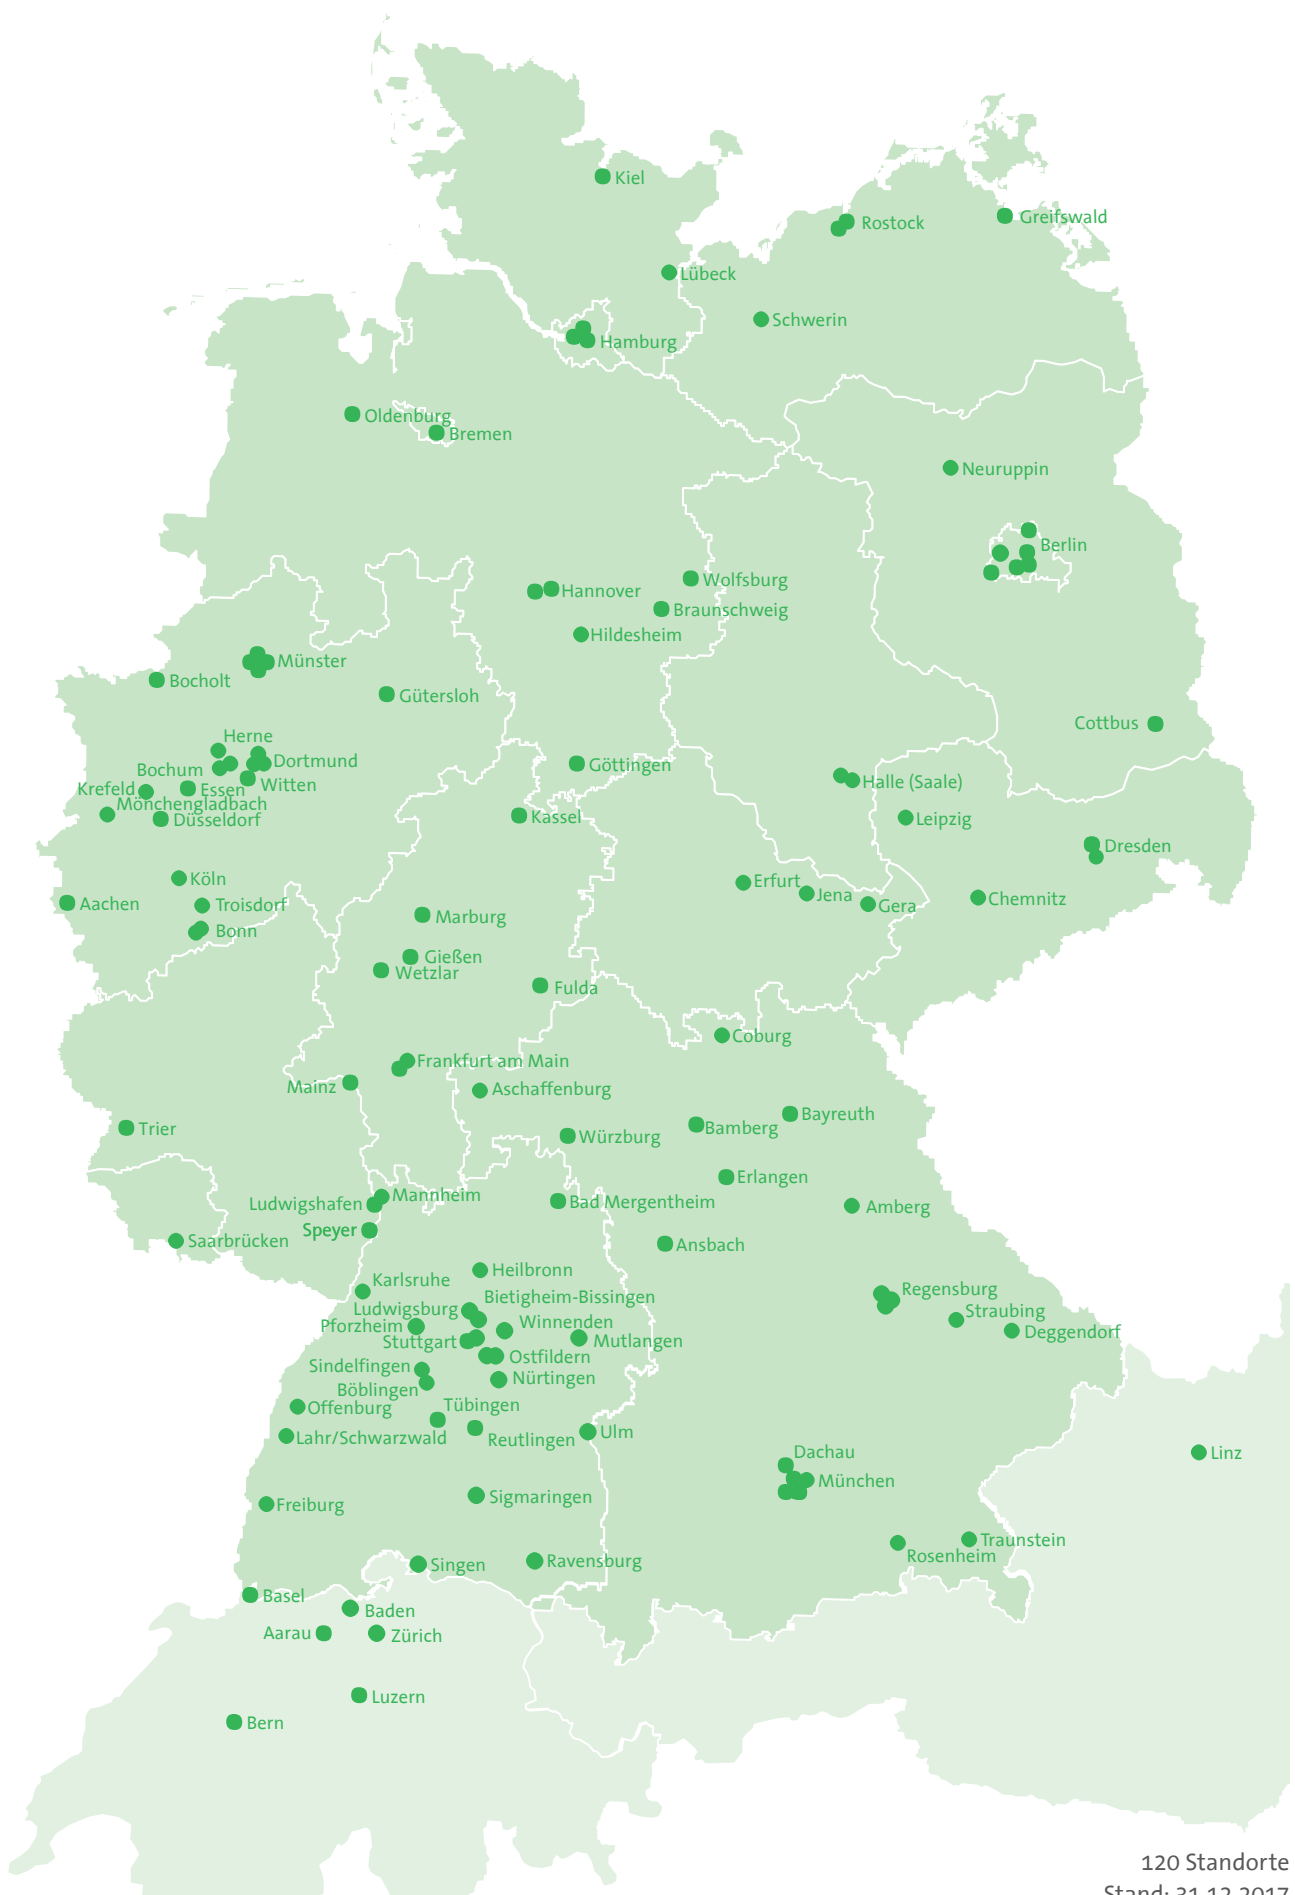 Kiel
Rostock
Greifswald
Lübeck
Schwerin
Hamburg
Oldenburg
Bremen
Neuruppin
Berlin
Wolfsburg
Hannover
Braunschweig
Hildesheim
Münster
Bocholt
Gütersloh
Cottbus
Herne
Dortmund
Bochum
Göttingen
Witten
Krefeld
Essen
Halle (Saale)
Mönchengladbach
Düsseldorf
Kassel
Leipzig
Dresden
Köln
Erfurt
Jena
Gera
Chemnitz
Aachen
Troisdorf
Marburg
Bonn
Gießen
Wetzlar
Fulda
Coburg
Frankfurt am Main
Mainz
Aschaffenburg
Bayreuth
Trier
Würzburg
Bamberg
Erlangen
Mannheim
Ludwigshafen
Bad Mergentheim
Amberg
Speyer
Saarbrücken
Ansbach
Heilbronn
Karlsruhe
Regensburg
Bietigheim-Bissingen
Ludwigsburg
Straubing
Pforzheim
Winnenden
Deggendorf
Stuttgart
Mutlangen
Ostfildern
Sindelfingen
Nürtingen
Böblingen
Tübingen
Offenburg
Reutlingen
Ulm
Lahr/Schwarzwald
Dachau
Linz
München
Sigmaringen
Freiburg
Traunstein
Rosenheim
Singen
Ravensburg
Basel
Baden
Aarau
Zürich
Luzern
Bern
120 Standorte
Stand: 31.12.2017